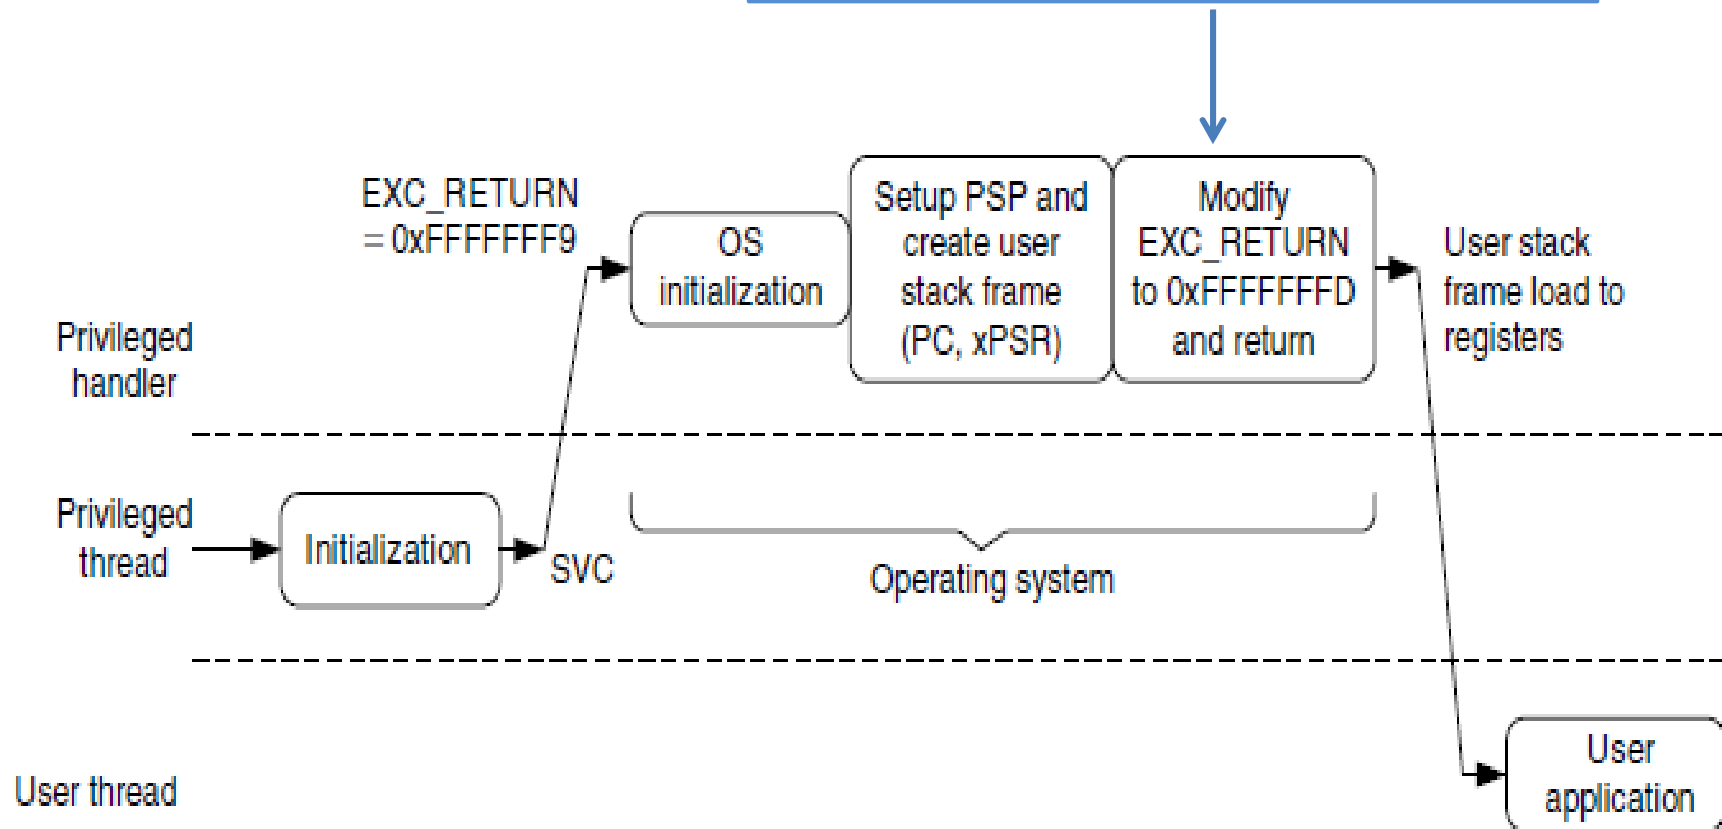 EXC_RETURN
= 0xFFFFFFF9
OS
initialization
Setup PSP and
create user
stack frame
(PC, xPSR)
Modify
EXC_RETURN
to 0xFFFFFFFD
and return
User stack
frame load to
registers
Privileged
handler
Privileged
thread
Initialization
SVC
Operating system
User thread
User
application